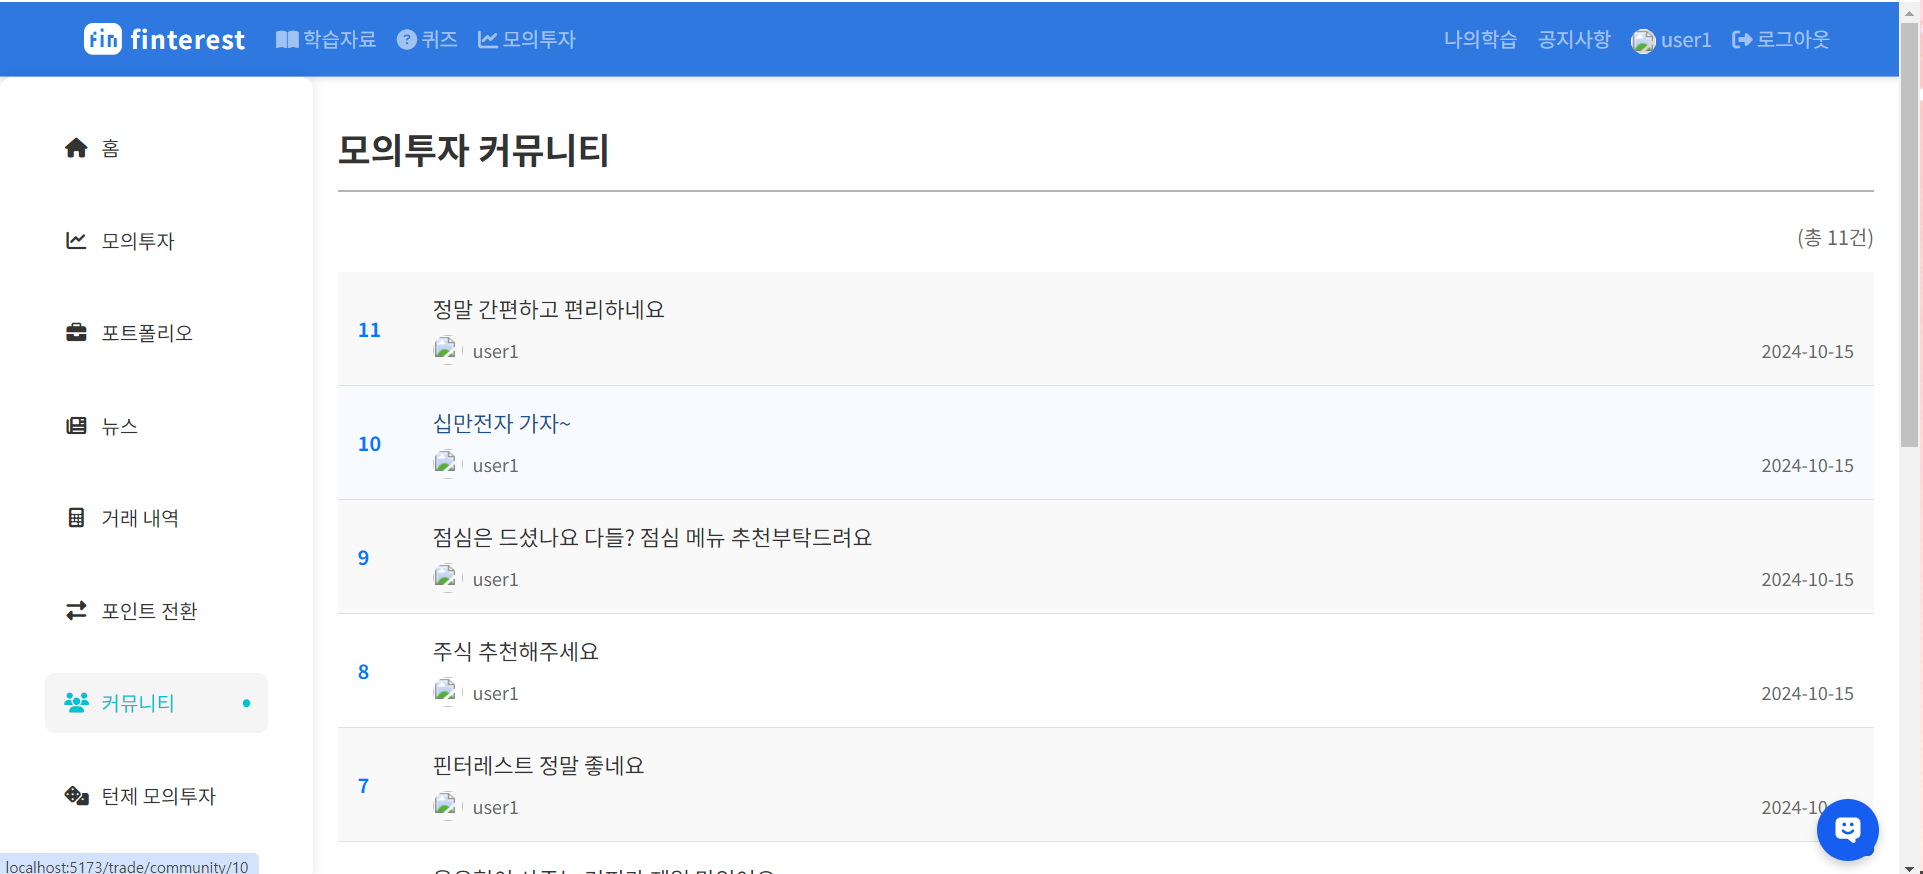 fin finterest 학습자료 퀴즈 모의투자 나의학습 공지사항 user1 로그아웃
홈
모의투자
포트폴리오
뉴스
거래 내역
포인트 전환
커뮤니티
턴제 모의투자
모의투자 커뮤니티
(총 11건)
11
정말 간편하고 편리하네요
user1
2024-10-15
10
십만전자 가자~
user1
2024-10-15
9
점심은 드셨나요 다들? 점심 메뉴 추천부탁드려요
user1
2024-10-15
8
주식 추천해주세요
user1
2024-10-15
7
핀터레스트 정말 좋네요
user1
2024-10
localhost:5173/trade/community/10